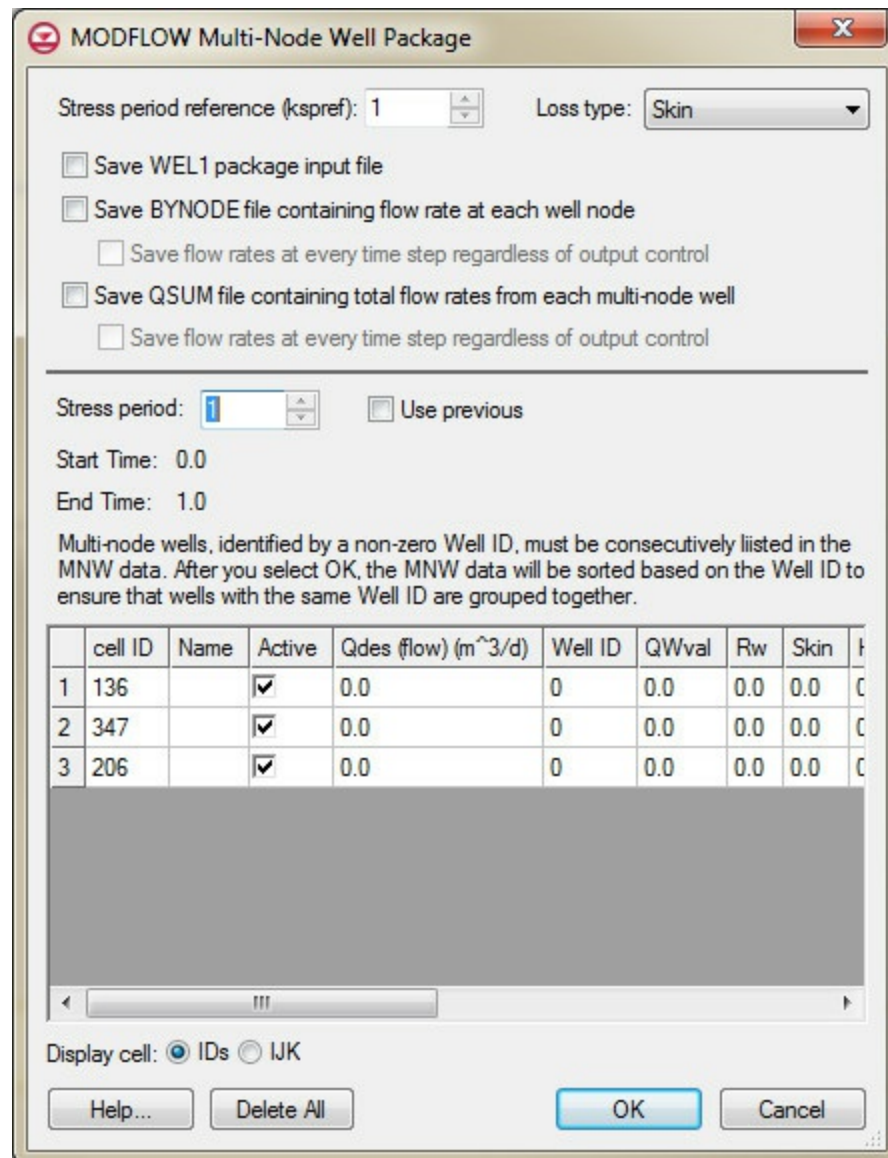 MODFLOW Multi-Node Well Package
Stress period reference (kspref): 1 Loss type: Skin
Save WEL1 package input file
Save BYNODE file containing flow rate at each well node
Save flow rates at every time step regardless of output control
Save QSUM file containing total flow rates from each multi-node well
Save flow rates at every time step regardless of output control
Stress period: 1 Use previous
Start Time: 0.0
End Time: 1.0
Multi-node wells, identified by a non-zero Well ID, must be consecutively liisted in the
MNW data. After you select OK, the MNW data will be sorted based on the Well ID to
ensure that wells with the same Well ID are grouped together.
cell ID Name Active Qdes (flow) (m^3/d) Well ID QWval Rw Skin
1 136 0.0 0 0.0 0.0 0.0
2 347 0.0 0 0.0 0.0 0.0
3 206 0.0 0 0.0 0.0 0.0
Display cell: IDs IJK
Help... Delete All OK Cancel